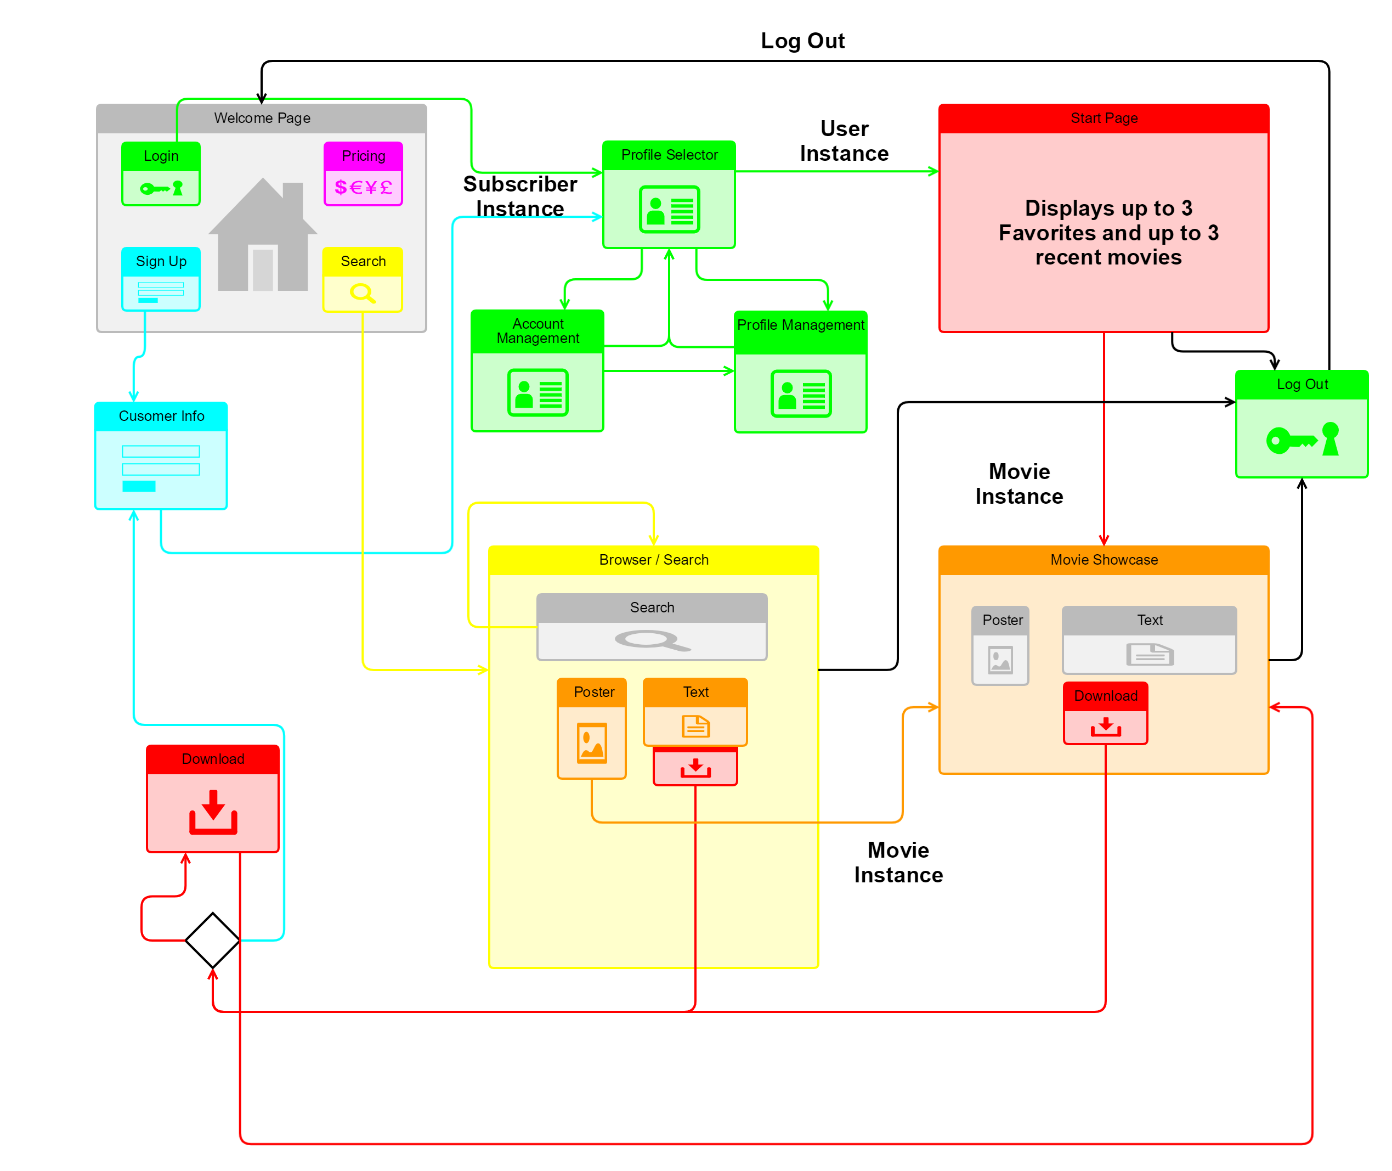 Log Out
Welcome Page
Login
Pricing
$€¥£
Sign Up
Search
Subscriber
Instance
Profile Selector
User
Instance
Start Page
Displays up to 3
Favorites and up to 3
recent movies
Account
Management
Profile Management
Log Out
Cusomer Info
Movie
Instance
Browser / Search
Search
Poster
Text
Movie Showcase
Poster
Text
Download
Download
Movie
Instance